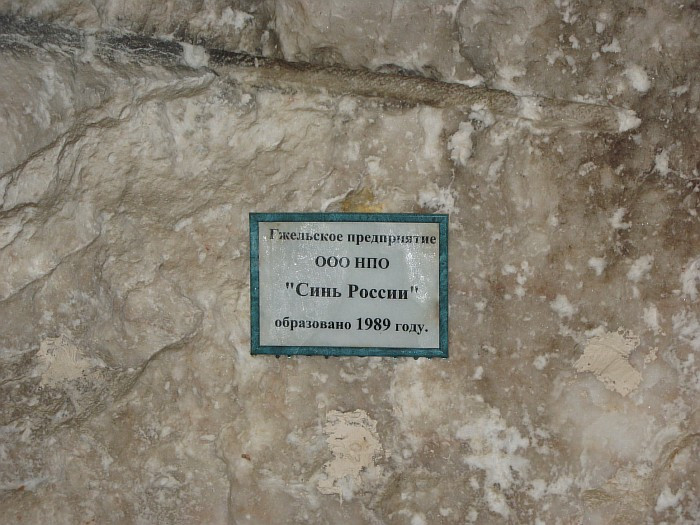 Гжельское предприятие
ООО НПО
"Синь России"
образовано 1989 году.